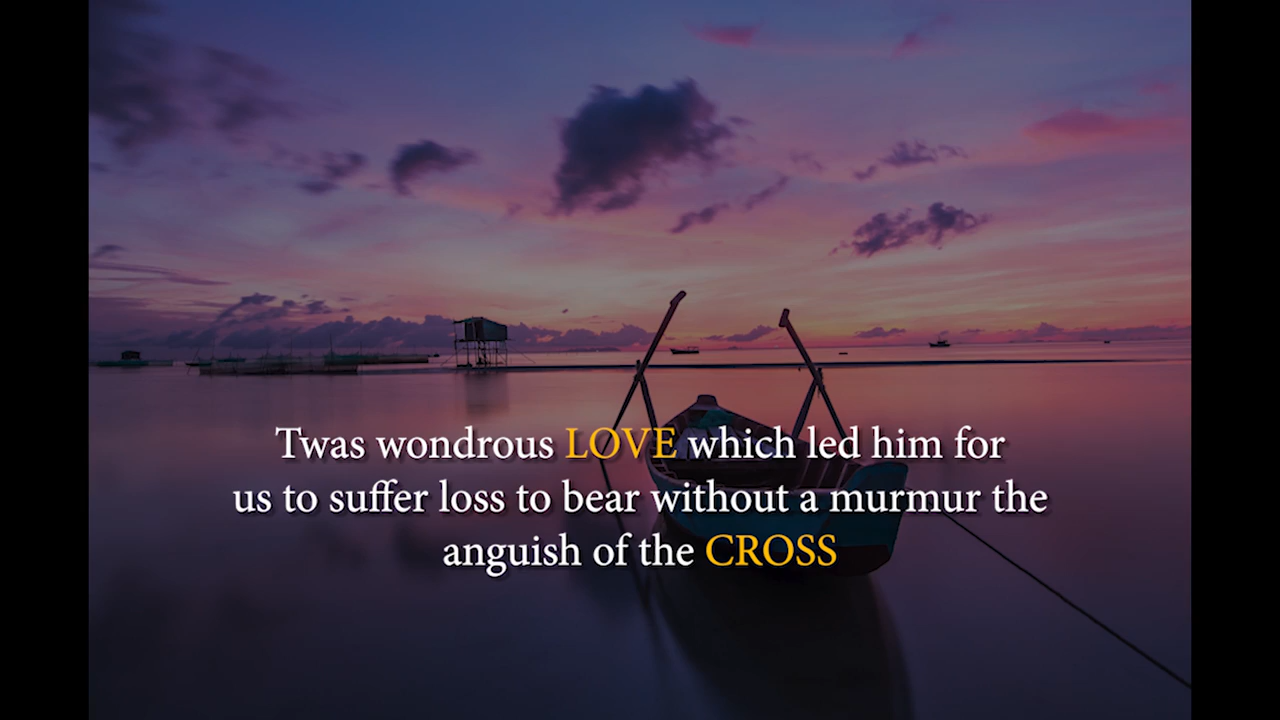 Twas wondrous LOVE which led him for
us to suffer loss to bear without a murmur the
anguish of the CROSS